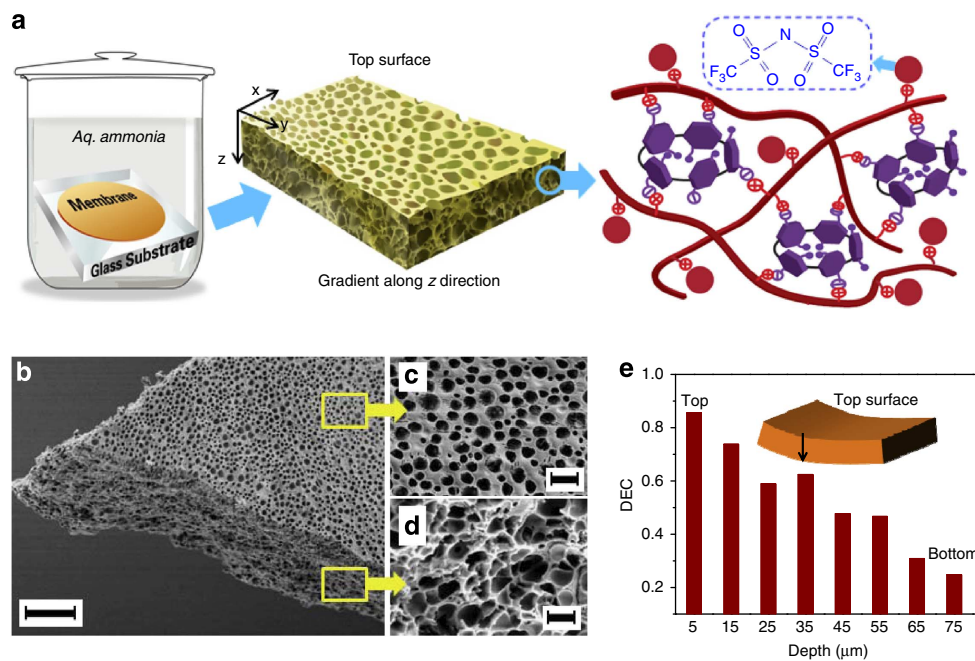 a
Aq. ammonia
Membrane
Glass Substrate
Top surface
x
y
z
Gradient along z direction
O
N
O
S
S
F3C
O
O
CF3
b
c
d
e
1.0
0.8
0.6
0.4
0.2
DEC
Top
Top surface
Bottom
5 15 25 35 45 55 65 75
Depth (μm)